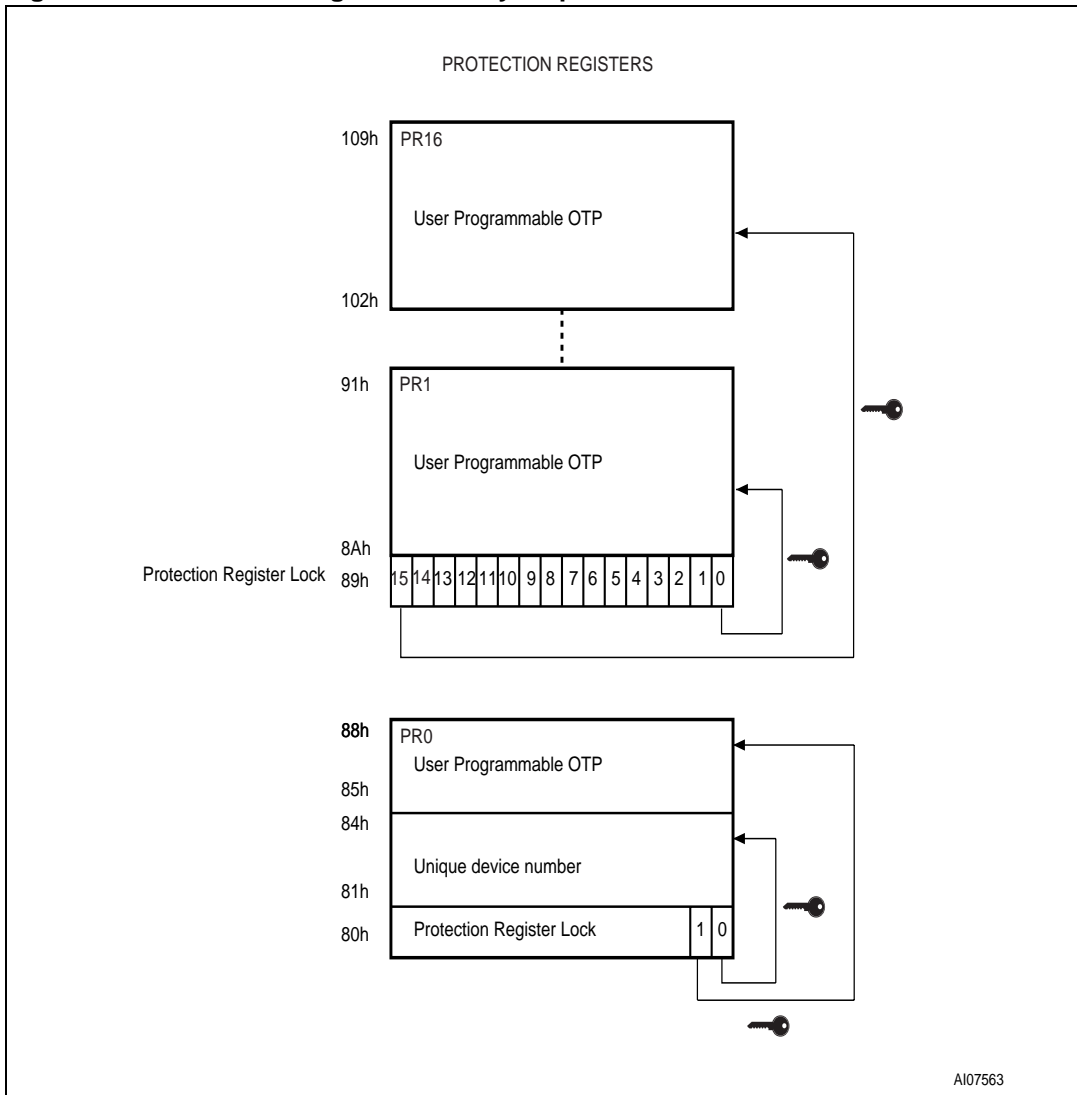 PROTECTION REGISTERS
109h PR16
User Programmable OTP
102h
91h PR1
User Programmable OTP
8Ah
Protection Register Lock 89h 15 14 13 12 11 10 9 8 7 6 5 4 3 2 1 0
88h PR0
User Programmable OTP
85h
84h
Unique device number
81h
80h Protection Register Lock 1 0
AI07563